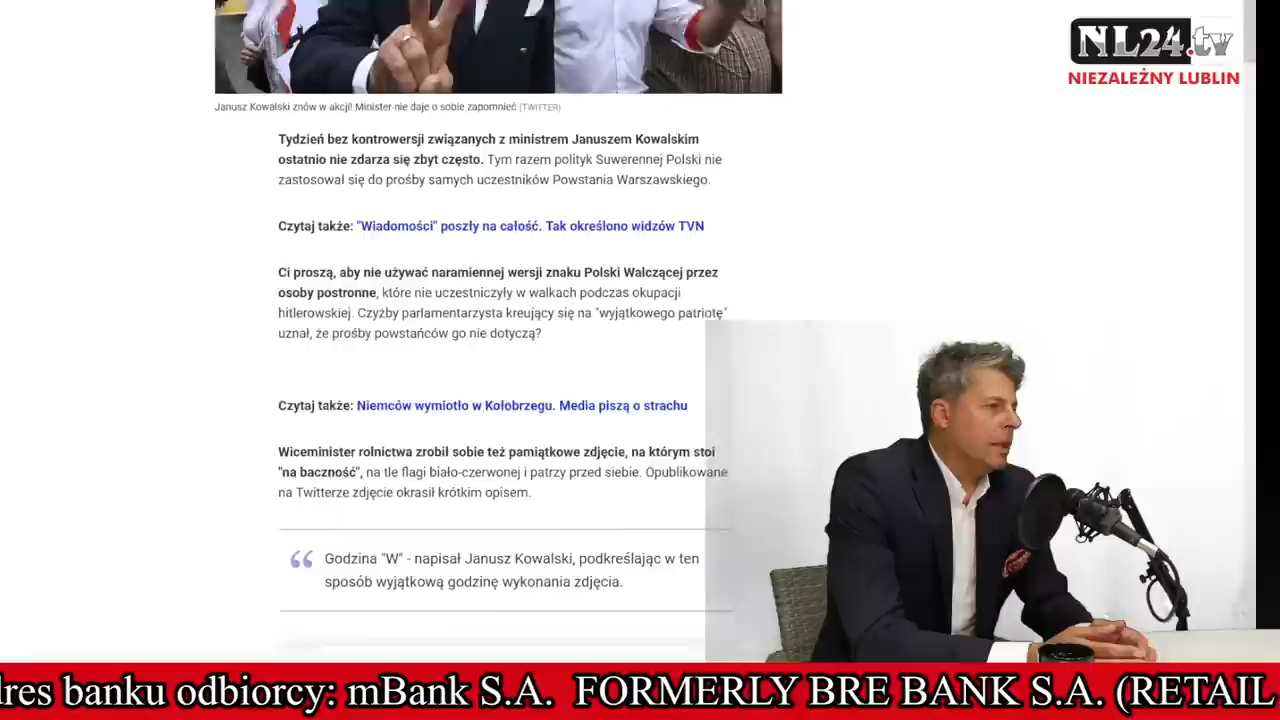 NL24.tv
NIEZALEŻNY LUBLIN
Janusz Kowalski znów w akcji! Minister nie daje o sobie zapomnieć (TWITTER)
Tydzień bez kontrowersji związanych z ministrem Januszem Kowalskim
ostatnio nie zdarza się zbyt często. Tym razem polityk Suwerennej Polski nie
zastosował się do prośby samych uczestników Powstania Warszawskiego.
Czytaj także: "Wiadomości" poszły na całość. Tak określono widzów TVN
Ci proszą, aby nie używać naramiennej wersji znaku Polski Walczącej przez
osoby postronne, które nie uczestniczyły w walkach podczas okupacji
hitlerowskiej. Czyżby parlamentarzysta kreujący się na "wyjątkowego patriotę"
uznał, że prośby powstańców go nie dotyczą?
Czytaj także: Niemców wymiotło w Kołobrzegu. Media piszą o strachu
Wiceminister rolnictwa zrobił sobie też pamiątkowe zdjęcie, na którym stoi
"na baczność", na tle flagi biało-czerwonej i patrzy przed siebie. Opublikowane
na Twitterze zdjęcie okrasił krótkim opisem.
Godzina "W" - napisał Janusz Kowalski, podkreślając w ten
sposób wyjątkową godzinę wykonania zdjęcia.
dres banku odbiorcy: mBank S.A. FORMERLY BRE BANK S.A. (RETAIL